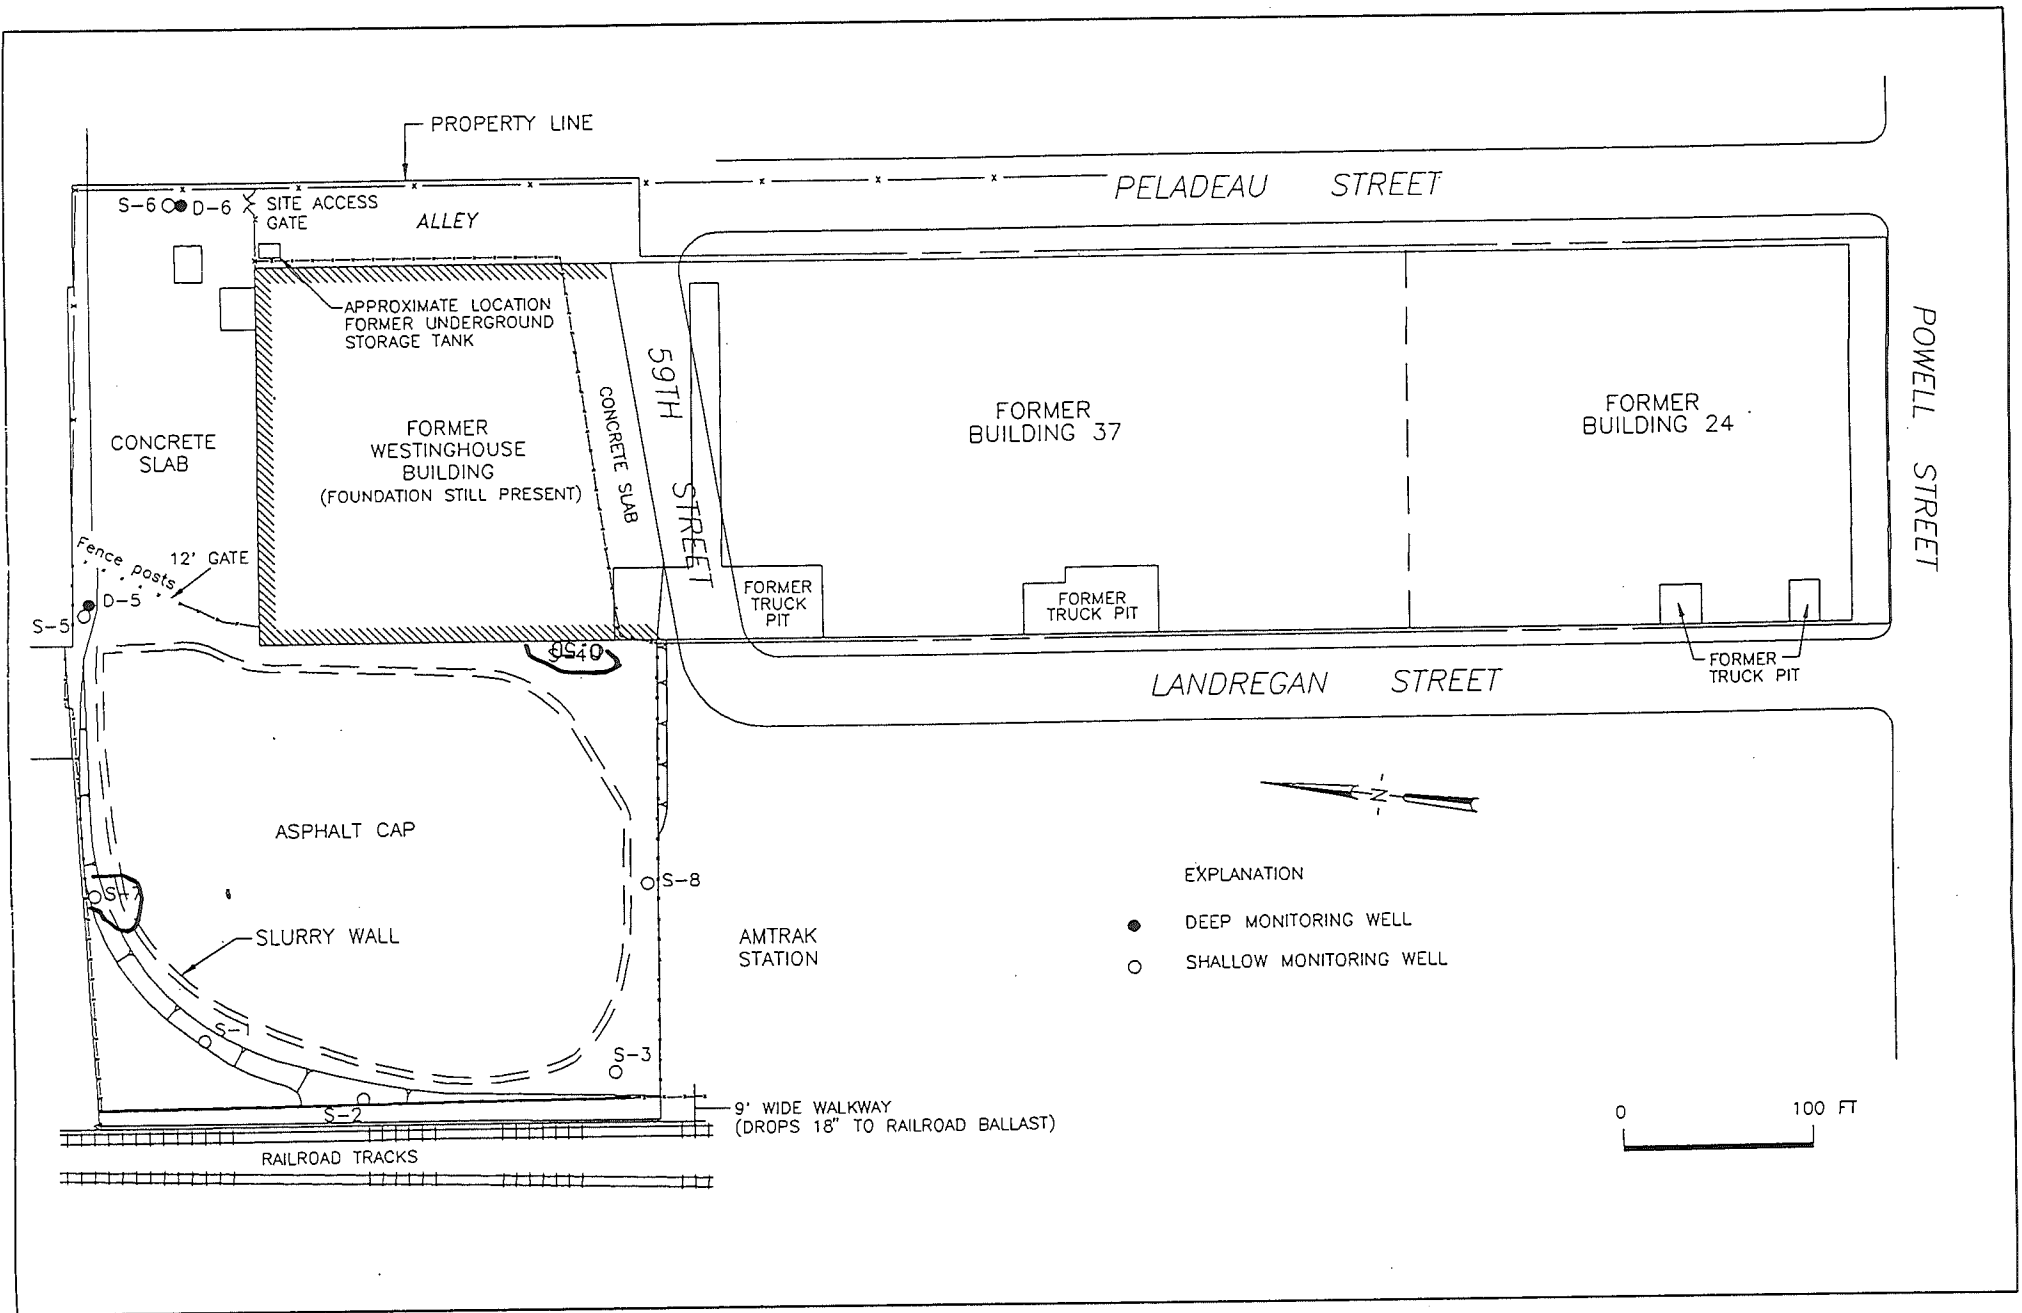 PROPERTY LINE
PELADEAU STREET
S-6
D-6
SITE ACCESS
GATE
ALLEY
APPROXIMATE LOCATION
FORMER UNDERGROUND
STORAGE TANK
59TH STREET
POWELL STREET
CONCRETE SLAB
FORMER
BUILDING 37
FORMER
BUILDING 24
CONCRETE
SLAB
FORMER
WESTINGHOUSE
BUILDING
(FOUNDATION STILL PRESENT)
Fence posts
12' GATE
D-5
S-5
FORMER
TRUCK
PIT
FORMER
TRUCK PIT
FORMER
TRUCK PIT
LANDREGAN STREET
N
ASPHALT CAP
S-7
S-8
SLURRY WALL
AMTRAK
STATION
EXPLANATION
DEEP MONITORING WELL
SHALLOW MONITORING WELL
S-1
S-3
S-2
9' WIDE WALKWAY
(DROPS 18" TO RAILROAD BALLAST)
0 100 FT
RAILROAD TRACKS